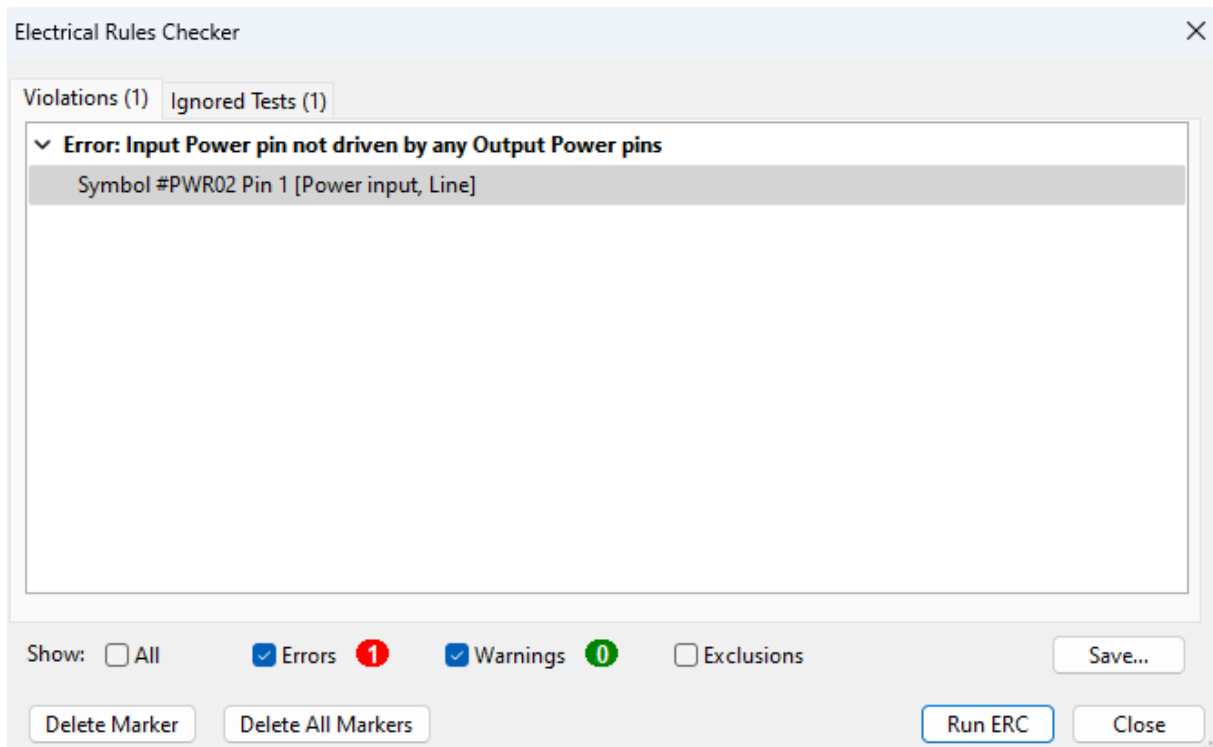 Electrical Rules Checker
Violations (1) Ignored Tests (1)
Error: Input Power pin not driven by any Output Power pins
Symbol #PWR02 Pin 1 [Power input, Line]
Show: All Errors 1 Warnings 0 Exclusions Save...
Delete Marker Delete All Markers Run ERC Close